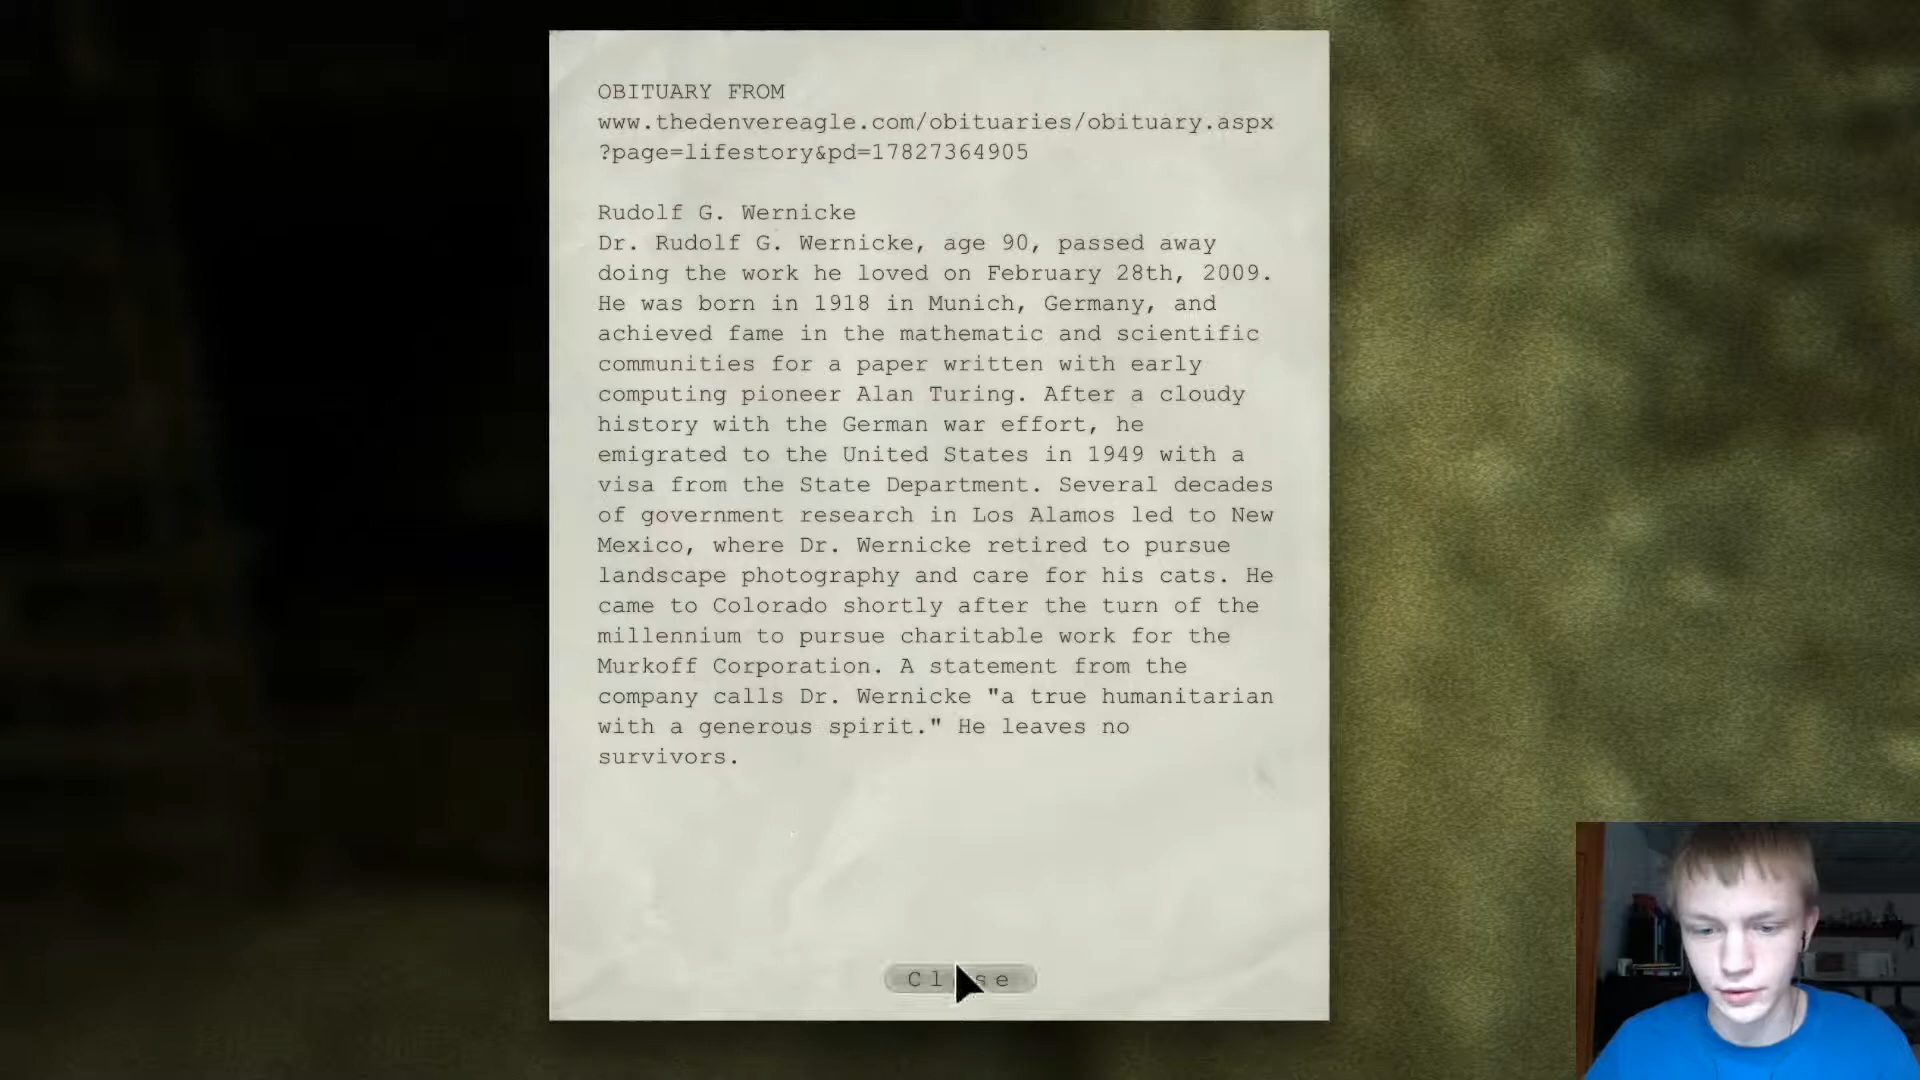 OBITUARY FROM
www.thedenvereagle.com/obituaries/obituary.aspx
?page=lifestory&pd=17827364905
Rudolf G. Wernicke
Dr. Rudolf G. Wernicke, age 90, passed away
doing the work he loved on February 28th, 2009.
He was born in 1918 in Munich, Germany, and
achieved fame in the mathematic and scientific
communities for a paper written with early
computing pioneer Alan Turing. After a cloudy
history with the German war effort, he
emigrated to the United States in 1949 with a
visa from the State Department. Several decades
of government research in Los Alamos led to New
Mexico, where Dr. Wernicke retired to pursue
landscape photography and care for his cats. He
came to Colorado shortly after the turn of the
millennium to pursue charitable work for the
Murkoff Corporation. A statement from the
company calls Dr. Wernicke "a true humanitarian
with a generous spirit." He leaves no
survivors.
Close